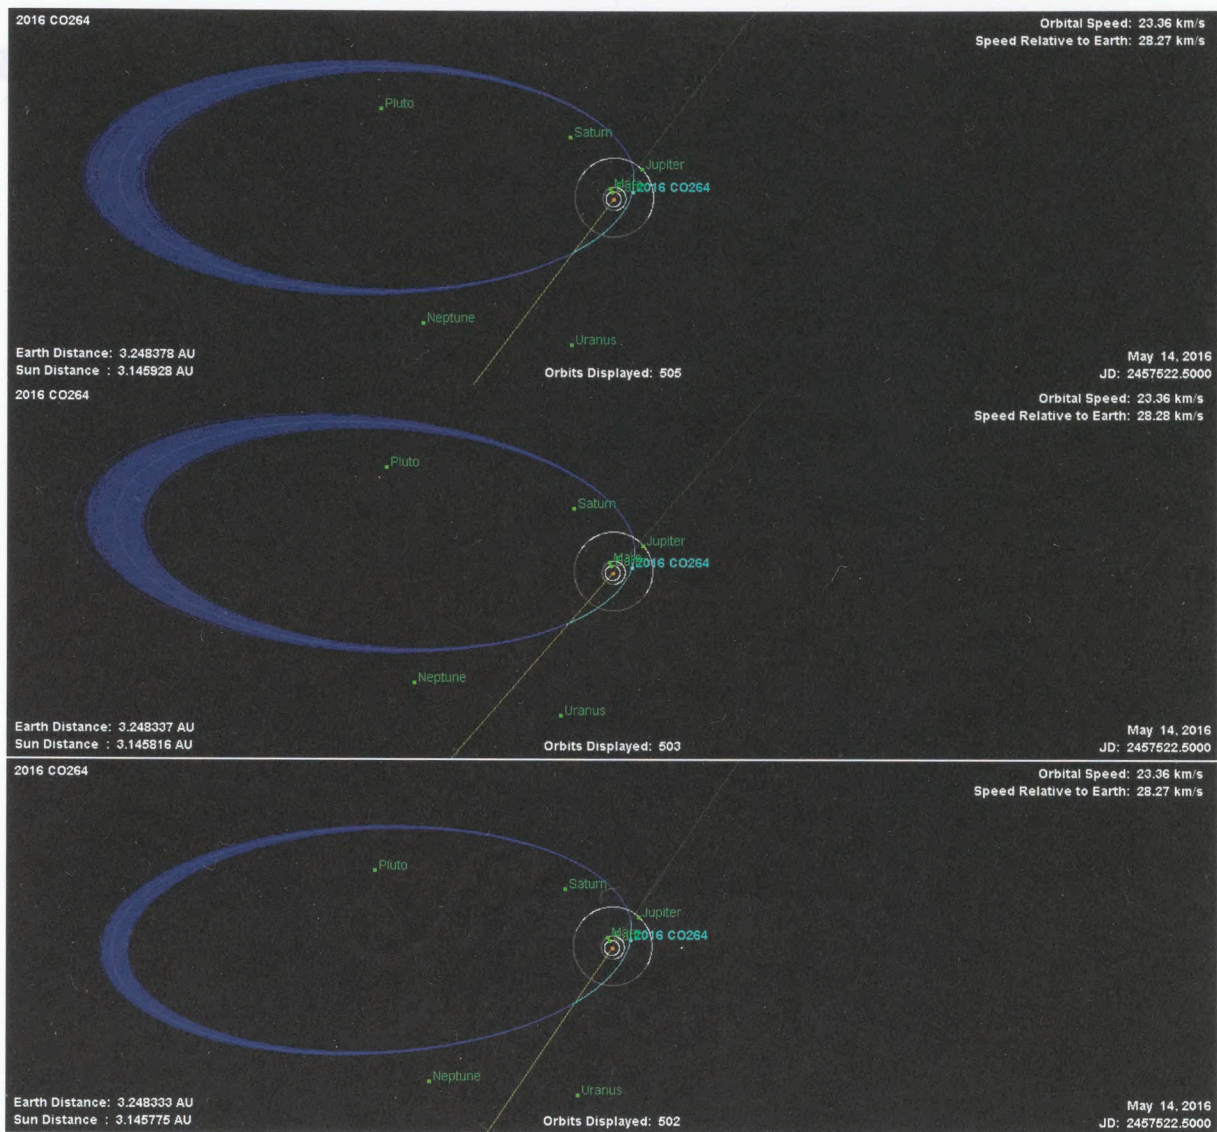 2016 CO264
Orbital Speed: 23.36 km/s
Speed Relative to Earth: 28.27 km/s
Pluto
Saturn
Jupiter
Mars
2016 CO264
Neptune
Uranus
Earth Distance: 3.248378 AU
Sun Distance : 3.145928 AU
Orbits Displayed: 505
May 14, 2016
JD: 2457522.5000
2016 CO264
Orbital Speed: 23.36 km/s
Speed Relative to Earth: 28.28 km/s
Pluto
Saturn
Jupiter
Mars
2016 CO264
Neptune
Uranus
Earth Distance: 3.248337 AU
Sun Distance : 3.145816 AU
Orbits Displayed: 503
May 14, 2016
JD: 2457522.5000
2016 CO264
Orbital Speed: 23.36 km/s
Speed Relative to Earth: 28.27 km/s
Pluto
Saturn
Jupiter
Mars
2016 CO264
Neptune
Uranus
Earth Distance: 3.248333 AU
Sun Distance : 3.145775 AU
Orbits Displayed: 502
May 14, 2016
JD: 2457522.5000